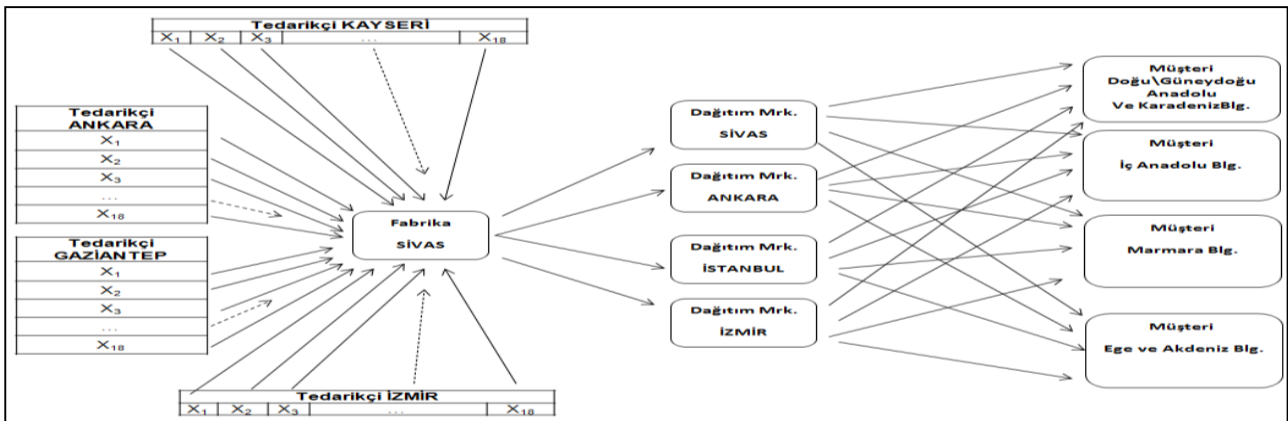 Tedarikçi KAYSERİ
X₁ X₂ X₃ ... X₁₈
Tedarikçi
ANKARA
X₁
X₂
X₃
...
X₁₈
Tedarikçi
GAZİANTEP
X₁
X₂
X₃
...
X₁₈
Tedarikçi İZMİR
X₁ X₂ X₃ ... X₁₈
Fabrika
SİVAS
Dağıtım Mrk.
SİVAS
Dağıtım Mrk.
ANKARA
Dağıtım Mrk.
İSTANBUL
Dağıtım Mrk.
İZMİR
Müşteri
Doğu\Güneydoğu
Anadolu
Ve KaradenizBlg.
Müşteri
İç Anadolu Blg.
Müşteri
Marmara Blg.
Müşteri
Ege ve Akdeniz Blg.